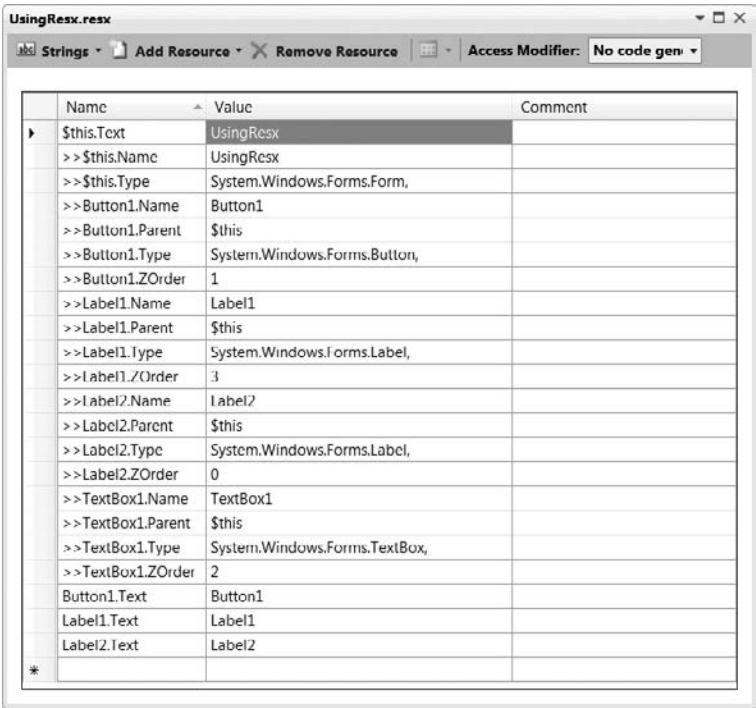 UsingResx.resx
Strings Add Resource Remove Resource Access Modifier: No code gen
Name Value Comment
$this.Text UsingResx
>>$this.Name UsingResx
>>$this.Type System.Windows.Forms.Form,
>>Button1.Name Button1
>>Button1.Parent $this
>>Button1.Type System.Windows.Forms.Button,
>>Button1.ZOrder 1
>>Label1.Name Label1
>>Label1.Parent $this
>>Label1.Type System.Windows.Forms.Label,
>>Label1.ZOrder 3
>>Label2.Name Label2
>>Label2.Parent $this
>>Label2.Type System.Windows.Forms.Label,
>>Label2.ZOrder 0
>>TextBox1.Name TextBox1
>>TextBox1.Parent $this
>>TextBox1.Type System.Windows.Forms.TextBox,
>>TextBox1.ZOrder 2
Button1.Text Button1
Label1.Text Label1
Label2.Text Label2